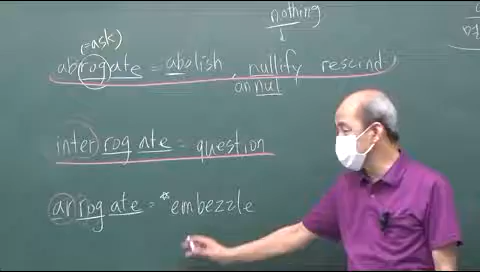 nothing
↓
(=ask)
abrogate = abolish, nullify rescind
annul
interrogate = question
arrogate = *embezzle